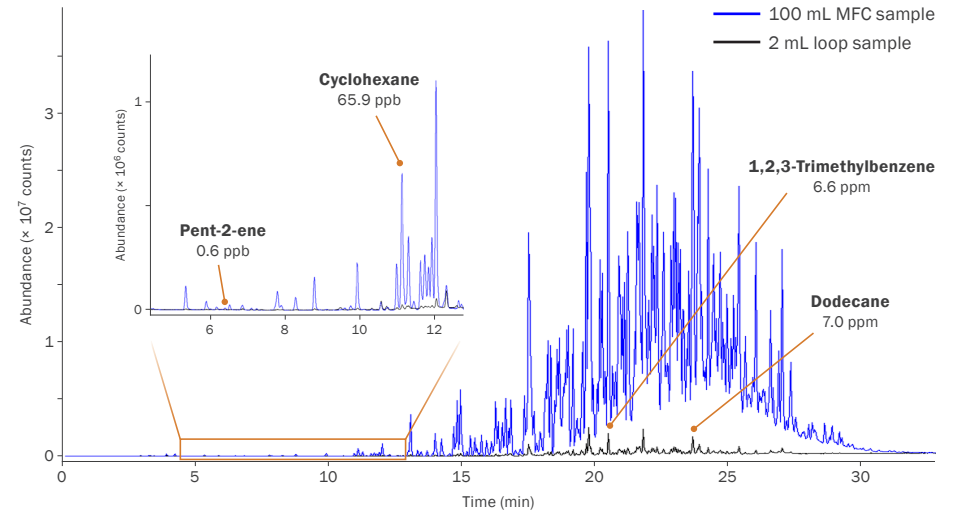 100 mL MFC sample
2 mL loop sample
Cyclohexane
65.9 ppb
1
Abundance (× 10⁶ counts)
Pent-2-ene
0.6 ppb
0
6
8
10
12
1,2,3-Trimethylbenzene
6.6 ppm
Dodecane
7.0 ppm
Abundance (× 10⁷ counts)
3
2
1
0
0
5
10
15
20
25
30
Time (min)